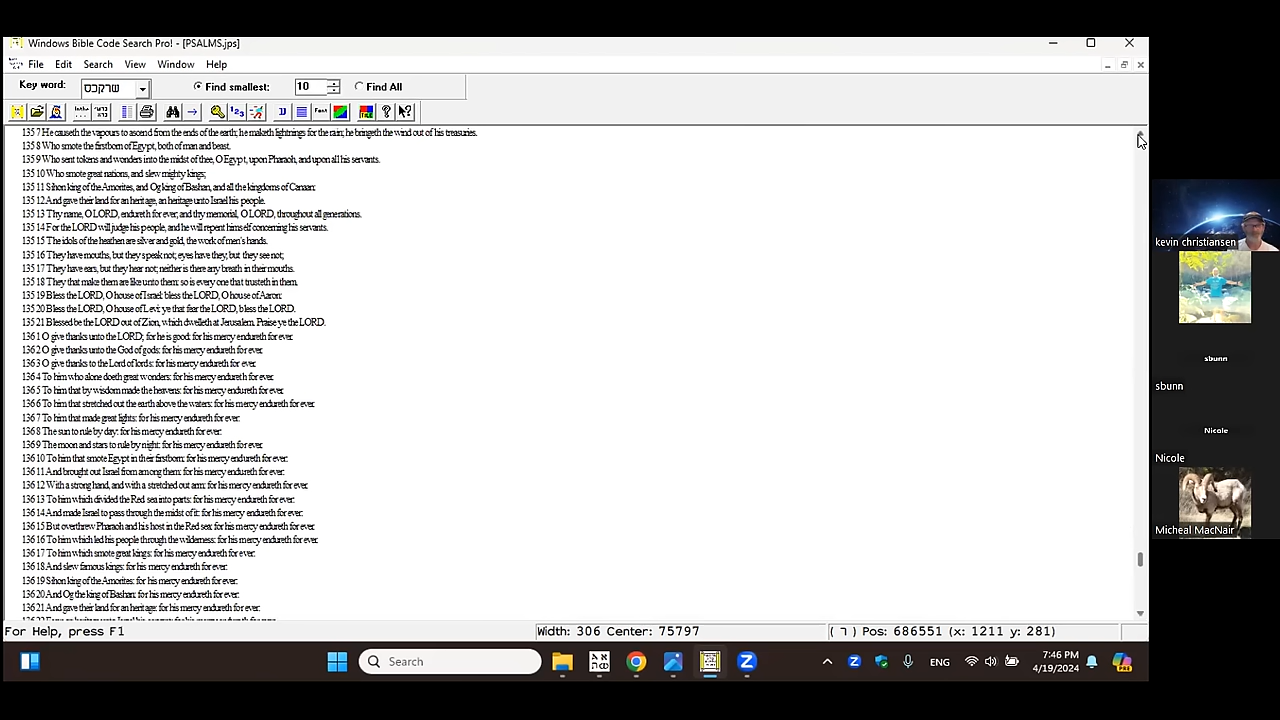 Windows Bible Code Search Pro! - [PSALMS.jps]
File Edit Search View Window Help
Key word: שרקכס Find smallest: 10 Find All
135 7 He causeth the vapours to ascend from the ends of the earth; he maketh lightnings for the rain; he bringeth the wind out of his treasuries.
135 8 Who smote the firstborn of Egypt, both of man and beast.
135 9 Who sent tokens and wonders into the midst of thee, O Egypt, upon Pharaoh, and upon all his servants.
135 10 Who smote great nations, and slew mighty kings;
135 11 Sihon king of the Amorites, and Og king of Bashan, and all the kingdoms of Canaan:
135 12 And gave their land for an heritage, an heritage unto Israel his people.
135 13 Thy name, O LORD, endureth for ever; and thy memorial, O LORD, throughout all generations.
135 14 For the LORD will judge his people, and he will repent himself concerning his servants.
135 15 The idols of the heathen are silver and gold, the work of men's hands.
135 16 They have mouths, but they speak not; eyes have they, but they see not;
135 17 They have ears, but they hear not; neither is there any breath in their mouths.
135 18 They that make them are like unto them: so is every one that trusteth in them.
135 19 Bless the LORD, O house of Israel: bless the LORD, O house of Aaron:
135 20 Bless the LORD, O house of Levi: ye that fear the LORD, bless the LORD.
135 21 Blessed be the LORD out of Zion, which dwelleth at Jerusalem. Praise ye the LORD.
136 1 O give thanks unto the LORD; for he is good: for his mercy endureth for ever.
136 2 O give thanks unto the God of gods: for his mercy endureth for ever.
136 3 O give thanks to the Lord of lords: for his mercy endureth for ever.
136 4 To him who alone doeth great wonders: for his mercy endureth for ever.
136 5 To him that by wisdom made the heavens: for his mercy endureth for ever.
136 6 To him that stretched out the earth above the waters: for his mercy endureth for ever.
136 7 To him that made great lights: for his mercy endureth for ever:
136 8 The sun to rule by day: for his mercy endureth for ever:
136 9 The moon and stars to rule by night: for his mercy endureth for ever.
136 10 To him that smote Egypt in their firstborn: for his mercy endureth for ever:
136 11 And brought out Israel from among them: for his mercy endureth for ever:
136 12 With a strong hand, and with a stretched out arm: for his mercy endureth for ever.
136 13 To him which divided the Red sea into parts: for his mercy endureth for ever:
136 14 And made Israel to pass through the midst of it: for his mercy endureth for ever:
136 15 But overthrew Pharaoh and his host in the Red sea: for his mercy endureth for ever.
136 16 To him which led his people through the wilderness: for his mercy endureth for ever.
136 17 To him which smote great kings: for his mercy endureth for ever:
136 18 And slew famous kings: for his mercy endureth for ever:
136 19 Sihon king of the Amorites: for his mercy endureth for ever:
136 20 And Og the king of Bashan: for his mercy endureth for ever:
136 21 And gave their land for an heritage: for his mercy endureth for ever:
For Help, press F1 Width: 306 Center: 75797 ( ר ) Pos: 686551 (x: 1211 y: 281)
Search ENG 7:46 PM
4/19/2024
kevin christiansen
sbunn
sbunn
Nicole
Nicole
Micheal MacNair